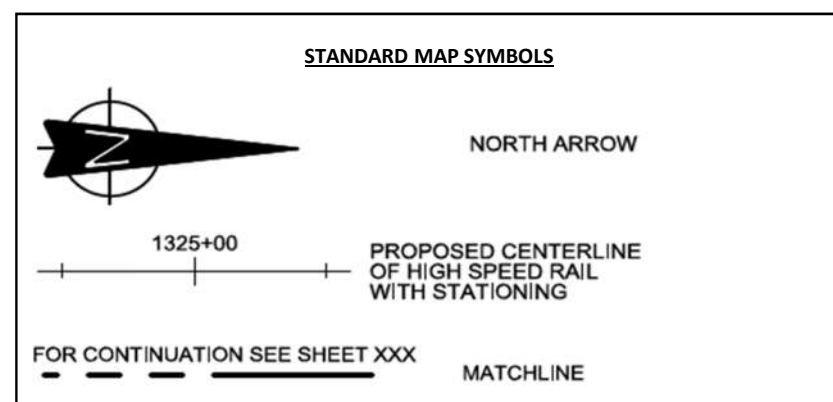 STANDARD MAP SYMBOLS
N
NORTH ARROW
1325+00
PROPOSED CENTERLINE
OF HIGH SPEED RAIL
WITH STATIONING
FOR CONTINUATION SEE SHEET XXX
MATCHLINE